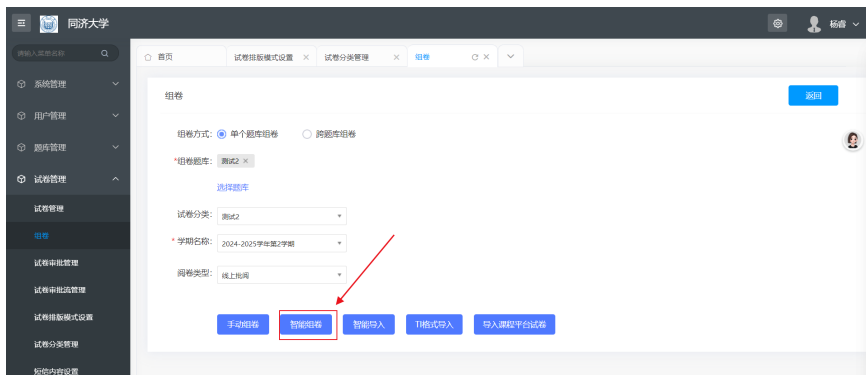 同济大学
杨睿
请输入菜单名称
首页
试卷排版模式设置
试卷分类管理
组卷
系统管理
用户管理
题库管理
试卷管理
试卷管理
组卷
试卷审批管理
试卷审批流管理
试卷排版模式设置
试卷分类管理
短信内容设置
组卷
返回
组卷方式: 单个题库组卷 跨题库组卷
*组卷题库: 测试2 ×
选择题库
试卷分类: 测试2
* 学期名称: 2024-2025学年第2学期
阅卷类型: 线上批阅
手动组卷 智能组卷 智能导入 TI格式导入 导入课程平台试卷